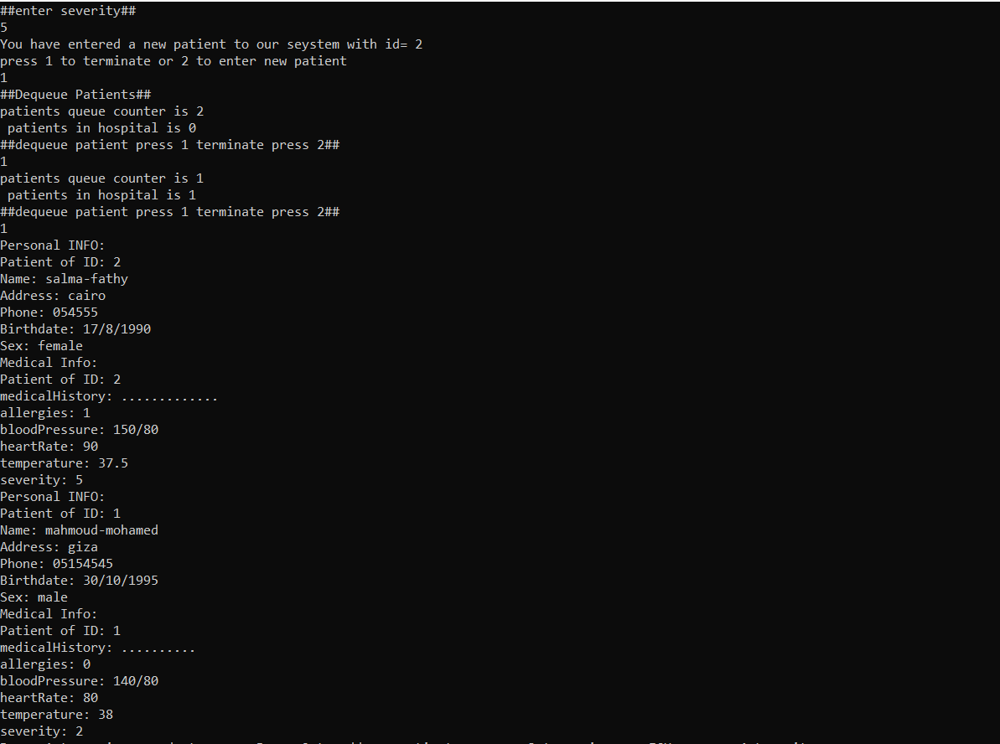 ##enter severity##
5
You have entered a new patient to our seystem with id= 2
press 1 to terminate or 2 to enter new patient
1
##Dequeue Patients##
patients queue counter is 2
 patients in hospital is 0
##dequeue patient press 1 terminate press 2##
1
patients queue counter is 1
 patients in hospital is 1
##dequeue patient press 1 terminate press 2##
1
Personal INFO:
Patient of ID: 2
Name: salma-fathy
Address: cairo
Phone: 054555
Birthdate: 17/8/1990
Sex: female
Medical Info:
Patient of ID: 2
medicalHistory: .............
allergies: 1
bloodPressure: 150/80
heartRate: 90
temperature: 37.5
severity: 5
Personal INFO:
Patient of ID: 1
Name: mahmoud-mohamed
Address: giza
Phone: 05154545
Birthdate: 30/10/1995
Sex: male
Medical Info:
Patient of ID: 1
medicalHistory: ..........
allergies: 0
bloodPressure: 140/80
heartRate: 80
temperature: 38
severity: 2